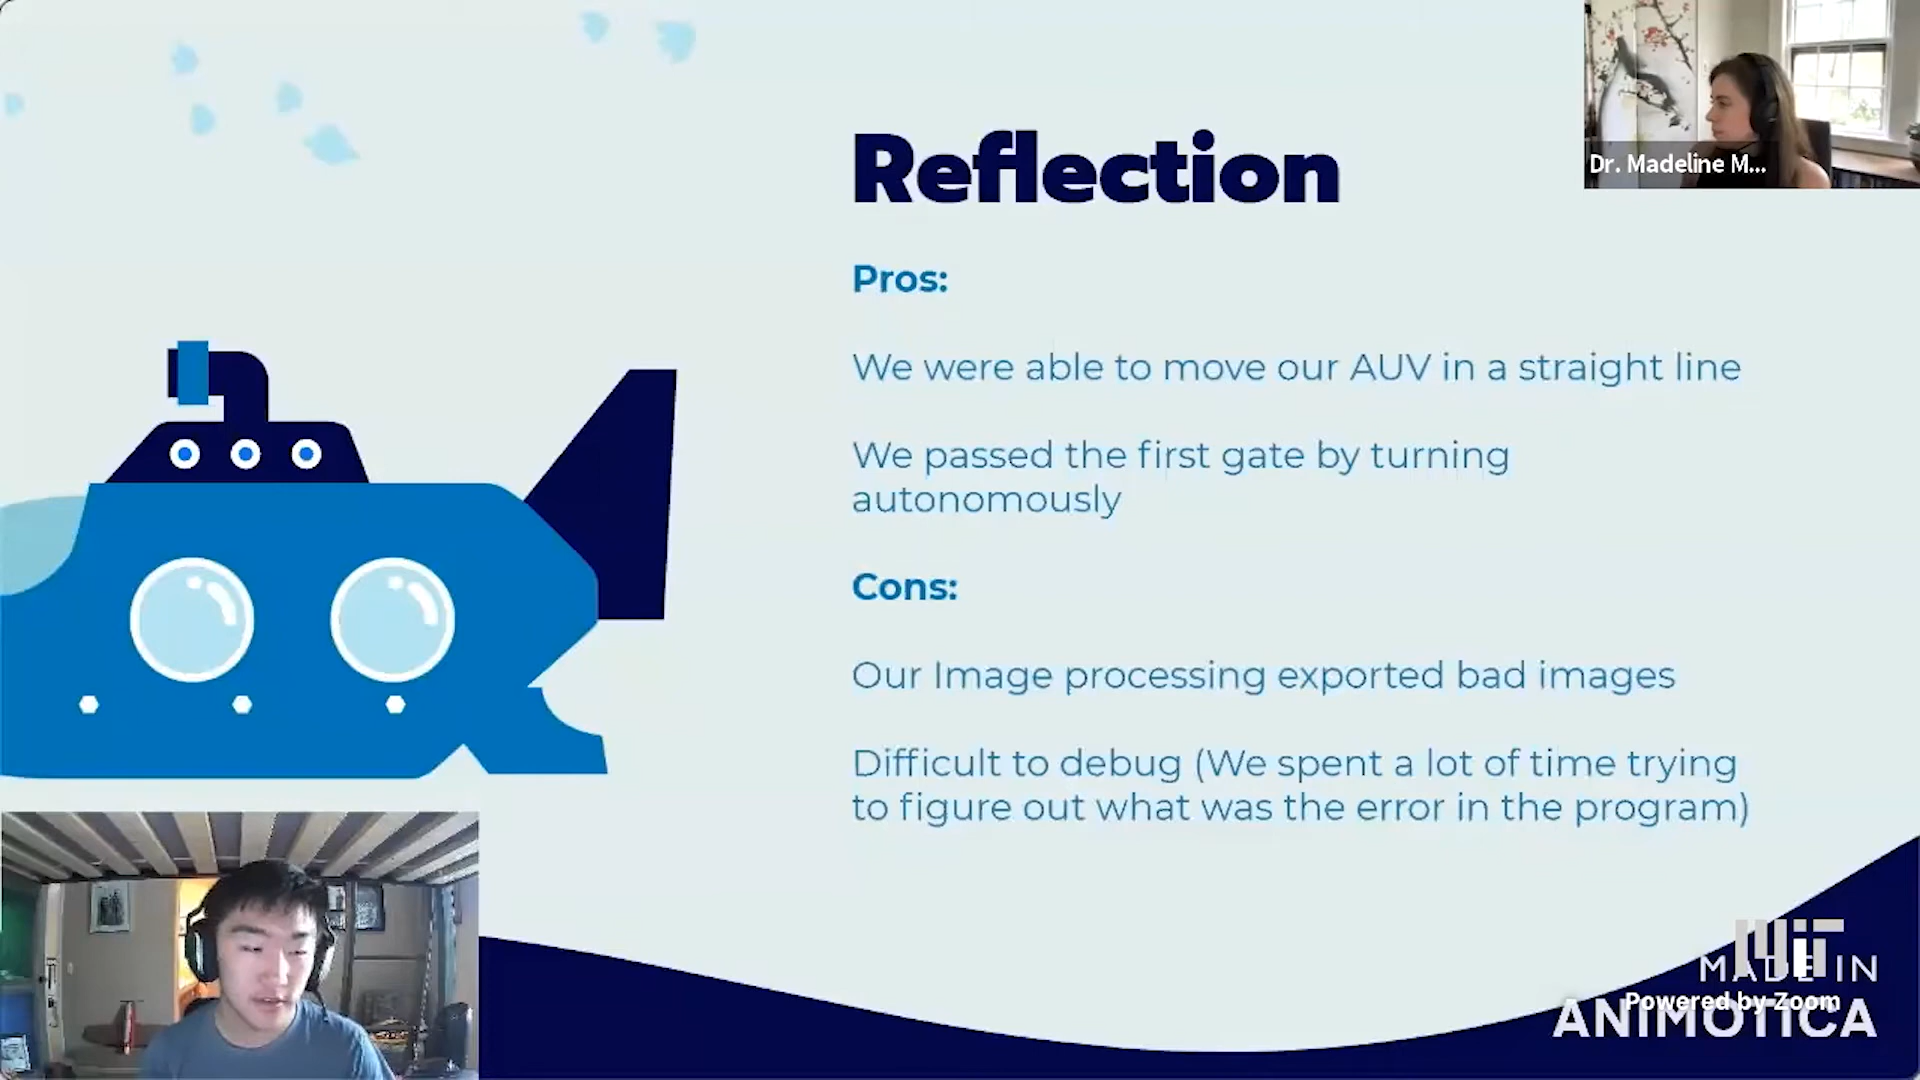 Reflection
Dr. Madeline M...
Pros:
We were able to move our AUV in a straight line
We passed the first gate by turning
autonomously
Cons:
Our Image processing exported bad images
Difficult to debug (We spent a lot of time trying
to figure out what was the error in the program)
MIT
MADE IN
Powered by Zoom
ANIMOTICA